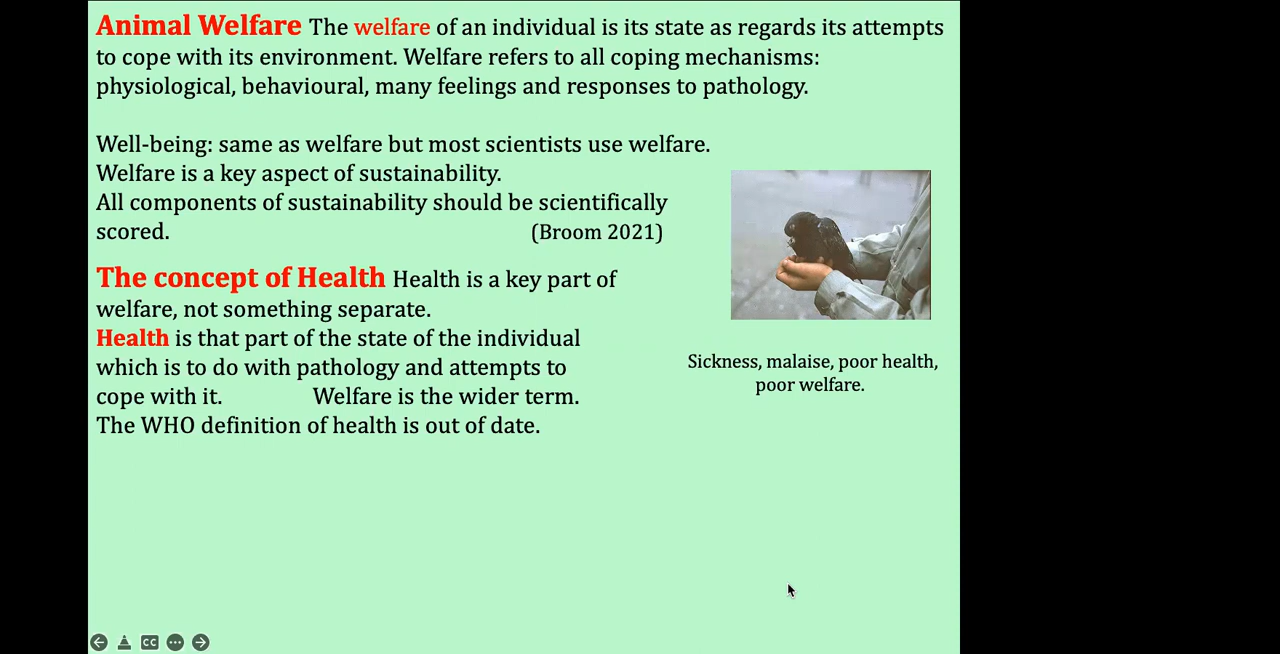 Animal Welfare The welfare of an individual is its state as regards its attempts
to cope with its environment. Welfare refers to all coping mechanisms:
physiological, behavioural, many feelings and responses to pathology.
Well-being: same as welfare but most scientists use welfare.
Welfare is a key aspect of sustainability.
All components of sustainability should be scientifically
scored. (Broom 2021)
The concept of Health Health is a key part of
welfare, not something separate.
Health is that part of the state of the individual
which is to do with pathology and attempts to
cope with it. Welfare is the wider term.
The WHO definition of health is out of date.
Sickness, malaise, poor health,
poor welfare.
CC